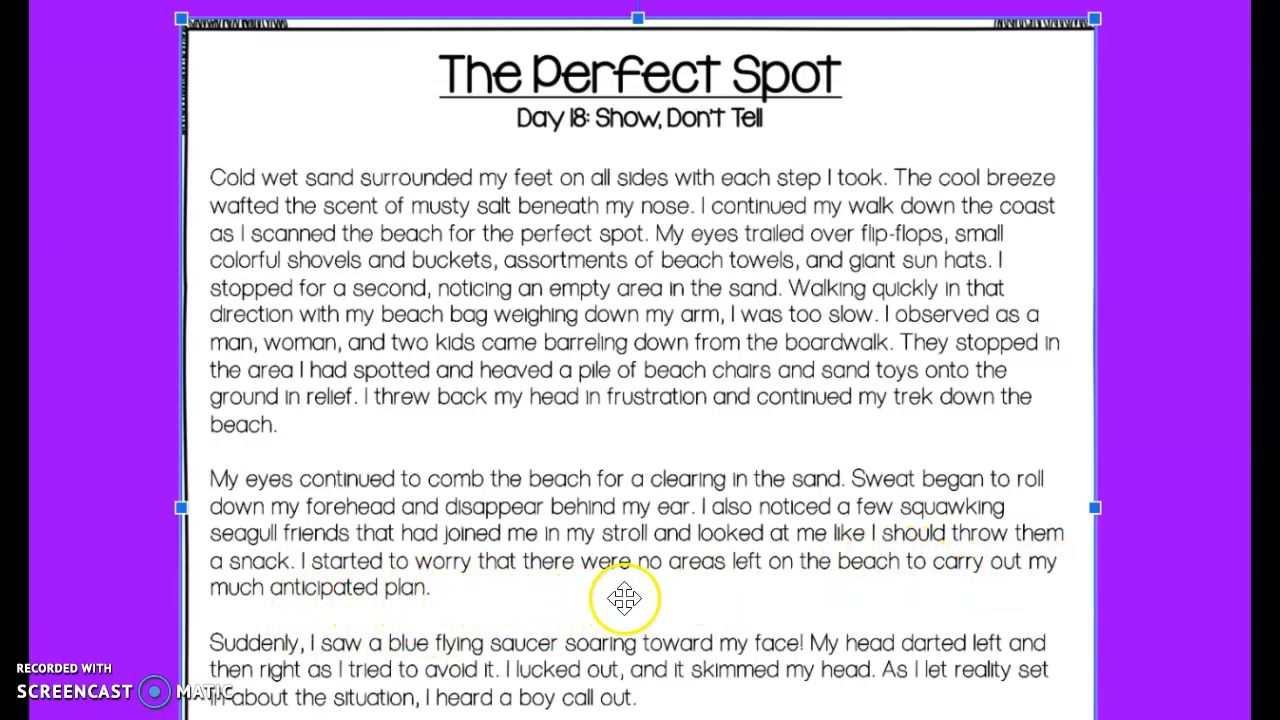 The Perfect Spot
Day 18: Show, Don't Tell
Cold wet sand surrounded my feet on all sides with each step I took. The cool breeze
wafted the scent of musty salt beneath my nose. I continued my walk down the coast
as I scanned the beach for the perfect spot. My eyes trailed over flip-flops, small
colorful shovels and buckets, assortments of beach towels, and giant sun hats. I
stopped for a second, noticing an empty area in the sand. Walking quickly in that
direction with my beach bag weighing down my arm, I was too slow. I observed as a
man, woman, and two kids came barreling down from the boardwalk. They stopped in
the area I had spotted and heaved a pile of beach chairs and sand toys onto the
ground in relief. I threw back my head in frustration and continued my trek down the
beach.
My eyes continued to comb the beach for a clearing in the sand. Sweat began to roll
down my forehead and disappear behind my ear. I also noticed a few squawking
seagull friends that had joined me in my stroll and looked at me like I should throw them
a snack. I started to worry that there were no areas left on the beach to carry out my
much anticipated plan.
Suddenly, I saw a blue flying saucer soaring toward my face! My head darted left and
then right as I tried to avoid it. I lucked out, and it skimmed my head. As I let reality set
in about the situation, I heard a boy call out.
RECORDED WITH
SCREENCAST MATIC